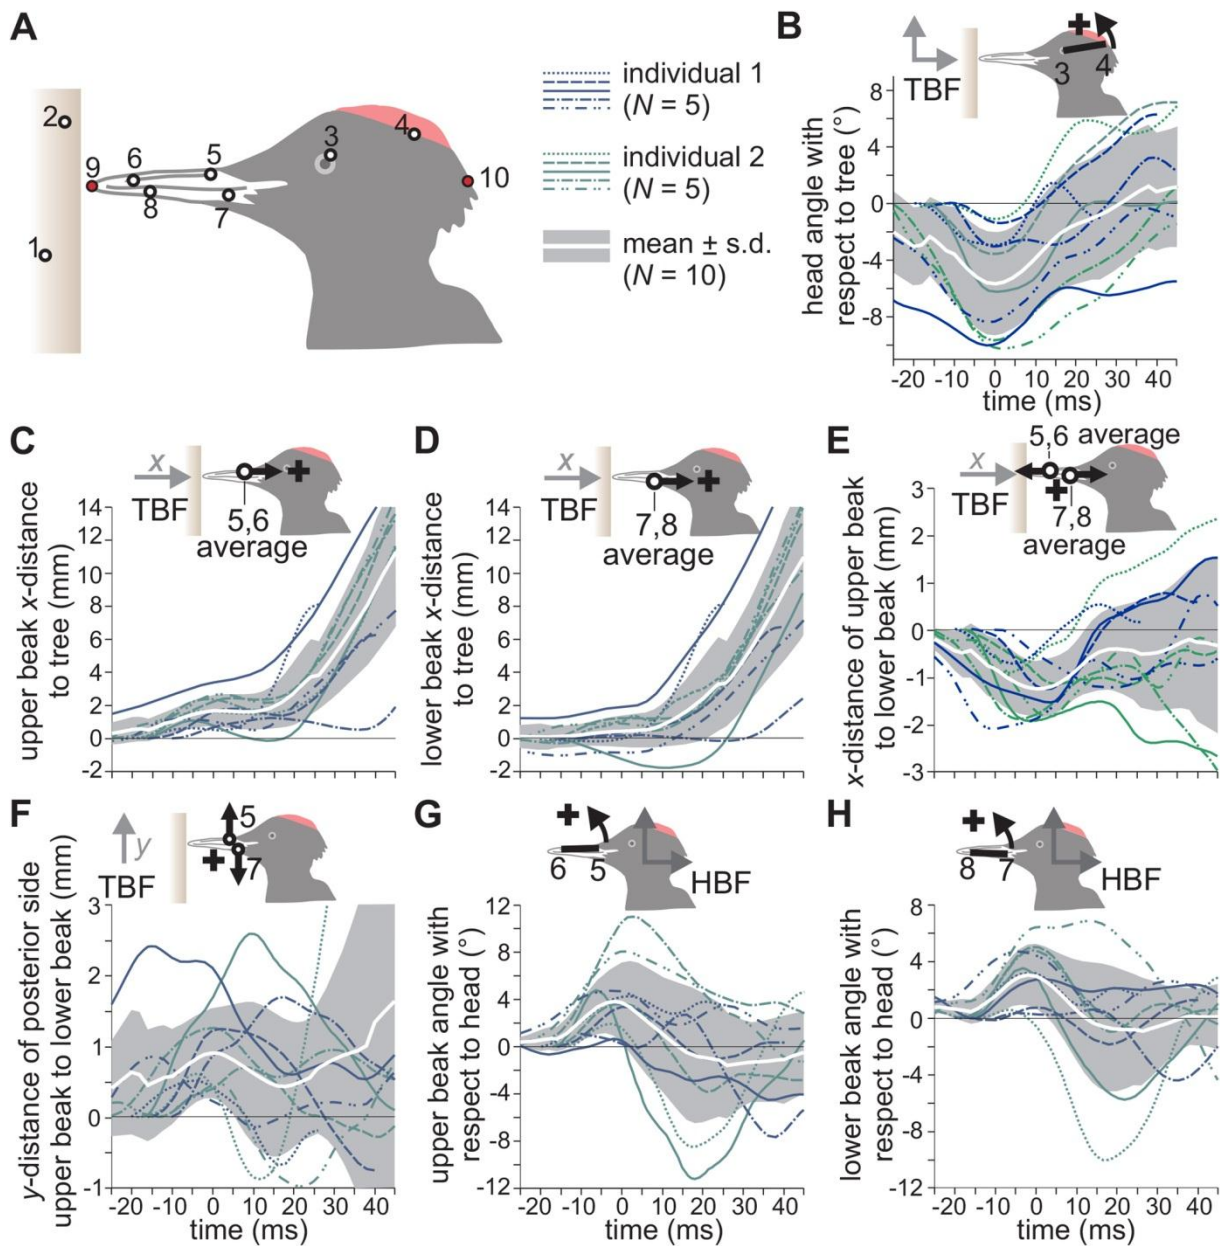 A
2
9
6
5
3
4
10
8
7
1
individual 1
(N = 5)
individual 2
(N = 5)
mean ± s.d.
(N = 10)
B
TBF
+
3
4
head angle with
respect to tree (°)
8
4
0
-4
-8
-20 -10 0 10 20 30 40
time (ms)
C
x
TBF
+
5,6
average
upper beak x-distance
to tree (mm)
14
12
10
8
6
4
2
0
-2
D
x
TBF
+
7,8
average
lower beak x-distance
to tree (mm)
14
12
10
8
6
4
2
0
-2
E
5,6 average
x
TBF
+
7,8
average
x-distance of upper beak
to lower beak (mm)
3
2
1
0
-1
-2
-3
F
y
TBF
+
5
7
y-distance of posterior side
upper beak to lower beak (mm)
3
2
1
0
-1
-20 -10 0 10 20 30 40
time (ms)
G
+
6 5
HBF
upper beak angle with
respect to head (°)
12
8
4
0
-4
-8
-12
-20 -10 0 10 20 30 40
time (ms)
H
+
8 7
HBF
lower beak angle with
respect to head (°)
8
4
0
-4
-8
-12
-20 -10 0 10 20 30 40
time (ms)